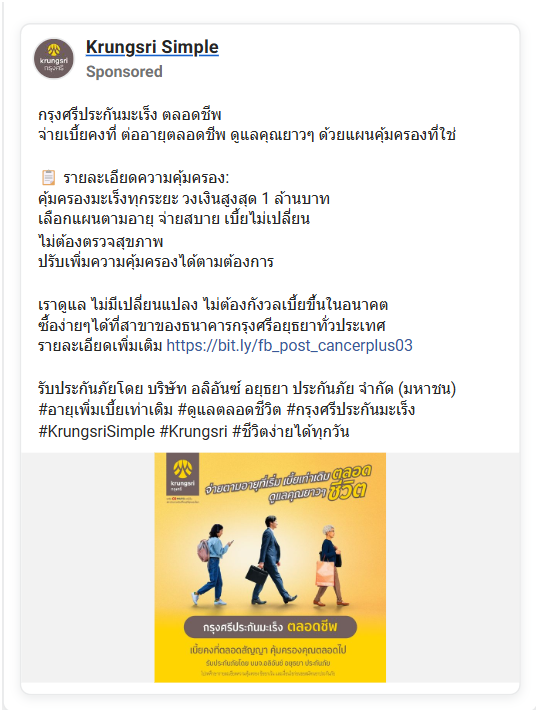 Krungsri Simple
krungsri
กรุงศรี
Sponsored
กรุงศรีประกันมะเร็ง ตลอดชีพ
จ่ายเบี้ยคงที่ ต่ออายุตลอดชีพ ดูแลคุณยาวๆ ด้วยแผนคุ้มครองที่ใช่
📋 รายละเอียดความคุ้มครอง:
คุ้มครองมะเร็งทุกระยะ วงเงินสูงสุด 1 ล้านบาท
เลือกแผนตามอายุ จ่ายสบาย เบี้ยไม่เปลี่ยน
ไม่ต้องตรวจสุขภาพ
ปรับเพิ่มความคุ้มครองได้ตามต้องการ
เราดูแล ไม่มีเปลี่ยนแปลง ไม่ต้องกังวลเบี้ยขึ้นในอนาคต
ซื้อง่ายๆได้ที่สาขาของธนาคารกรุงศรีอยุธยาทั่วประเทศ
รายละเอียดเพิ่มเติม https://bit.ly/fb_post_cancerplus03
รับประกันภัยโดย บริษัท อลิอันซ์ อยุธยา ประกันภัย จำกัด (มหาชน)
#อายุเพิ่มเบี้ยเท่าเดิม #ดูแลตลอดชีวิต #กรุงศรีประกันมะเร็ง
#KrungsriSimple #Krungsri #ชีวิตง่ายได้ทุกวัน
krungsri
กรุงศรี
จ่ายตามอายุที่เริ่ม เบี้ยเท่าเดิม ตลอด
ดูแลคุณยาวๆ ชีวิต
กรุงศรีประกันมะเร็ง ตลอดชีพ
เบี้ยคงที่ตลอดสัญญา คุ้มครองคุณตลอดไป
รับประกันภัยโดย บมจ.อลิอันซ์ อยุธยา ประกันภัย